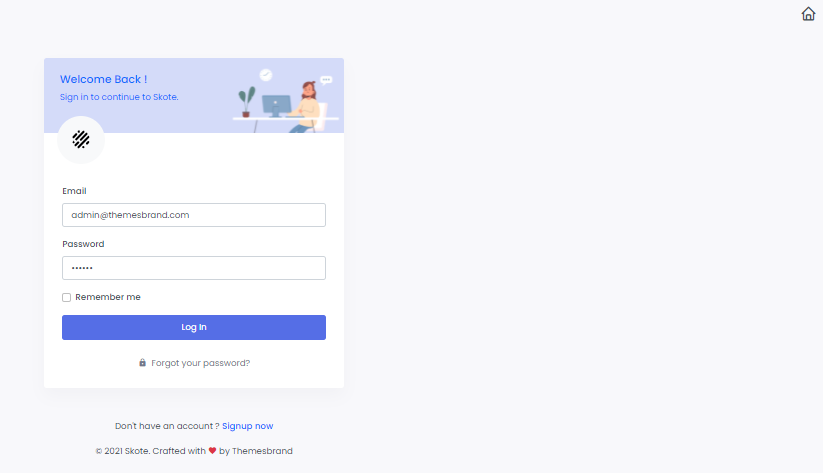 Welcome Back !
Sign in to continue to Skote.
Email
admin@themesbrand.com
Password
••••••
Remember me
Log In
Forgot your password?
Don't have an account ? Signup now
© 2021 Skote. Crafted with ❤ by Themesbrand